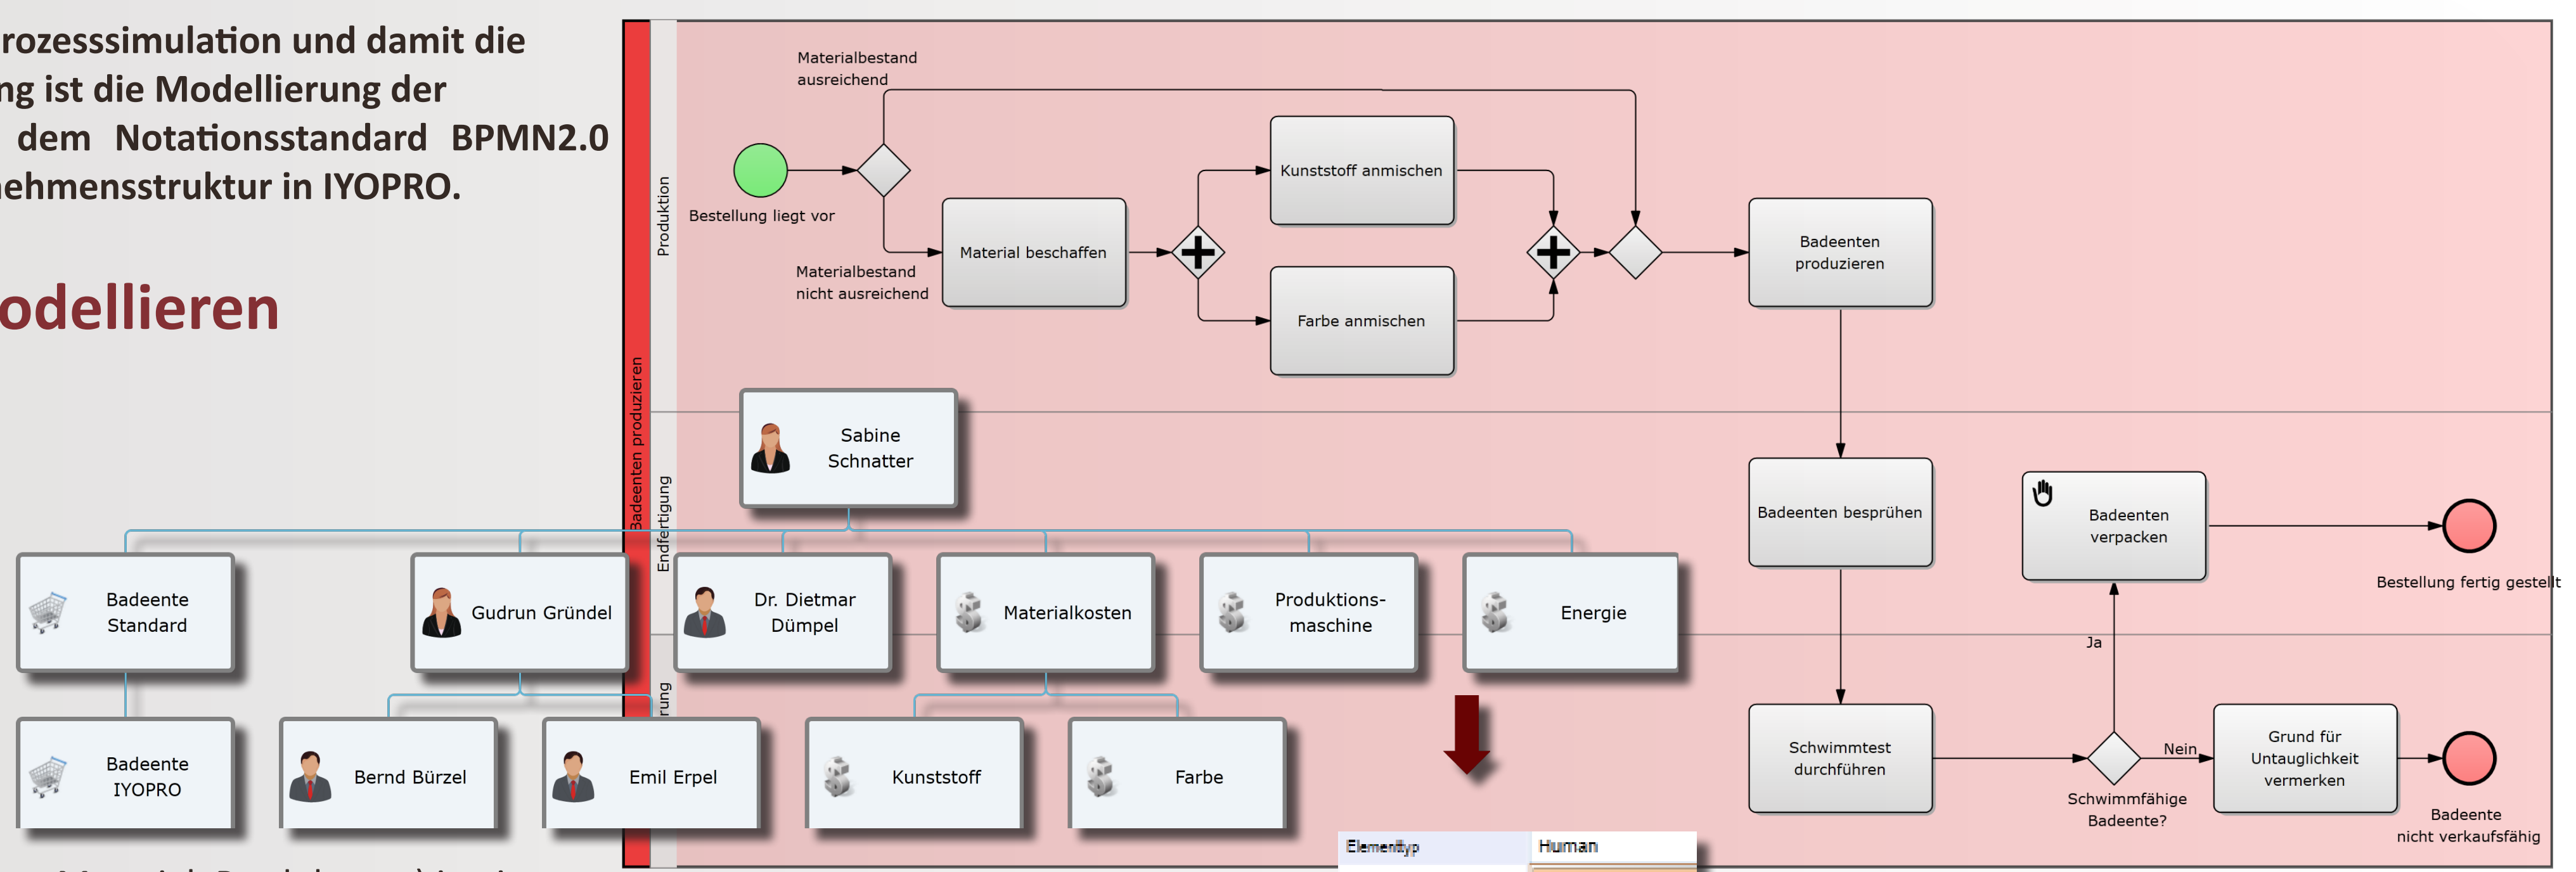 rozesssimulation und damit die
ng ist die Modellierung der
dem Notationsstandard BPMN2.0
nehmensstruktur in IYOPRO.
odellieren
Badeenten produzieren
Produktion
Endfertigung
rung
Materialbestand
ausreichend
Bestellung liegt vor
Materialbestand
nicht ausreichend
Material beschaffen
Kunststoff anmischen
Farbe anmischen
Badeenten
produzieren
Badeenten besprühen
Badeenten
verpacken
Bestellung fertig gestellt
Ja
Schwimmtest
durchführen
Schwimmfähige
Badeente?
Nein
Grund für
Untauglichkeit
vermerken
Badeente
nicht verkaufsfähig
Sabine
Schnatter
Badeente
Standard
Gudrun Gründel
Dr. Dietmar
Dümpel
Materialkosten
Produktions-
maschine
Energie
Badeente
IYOPRO
Bernd Bürzel
Emil Erpel
Kunststoff
Farbe
Elementtyp
Human